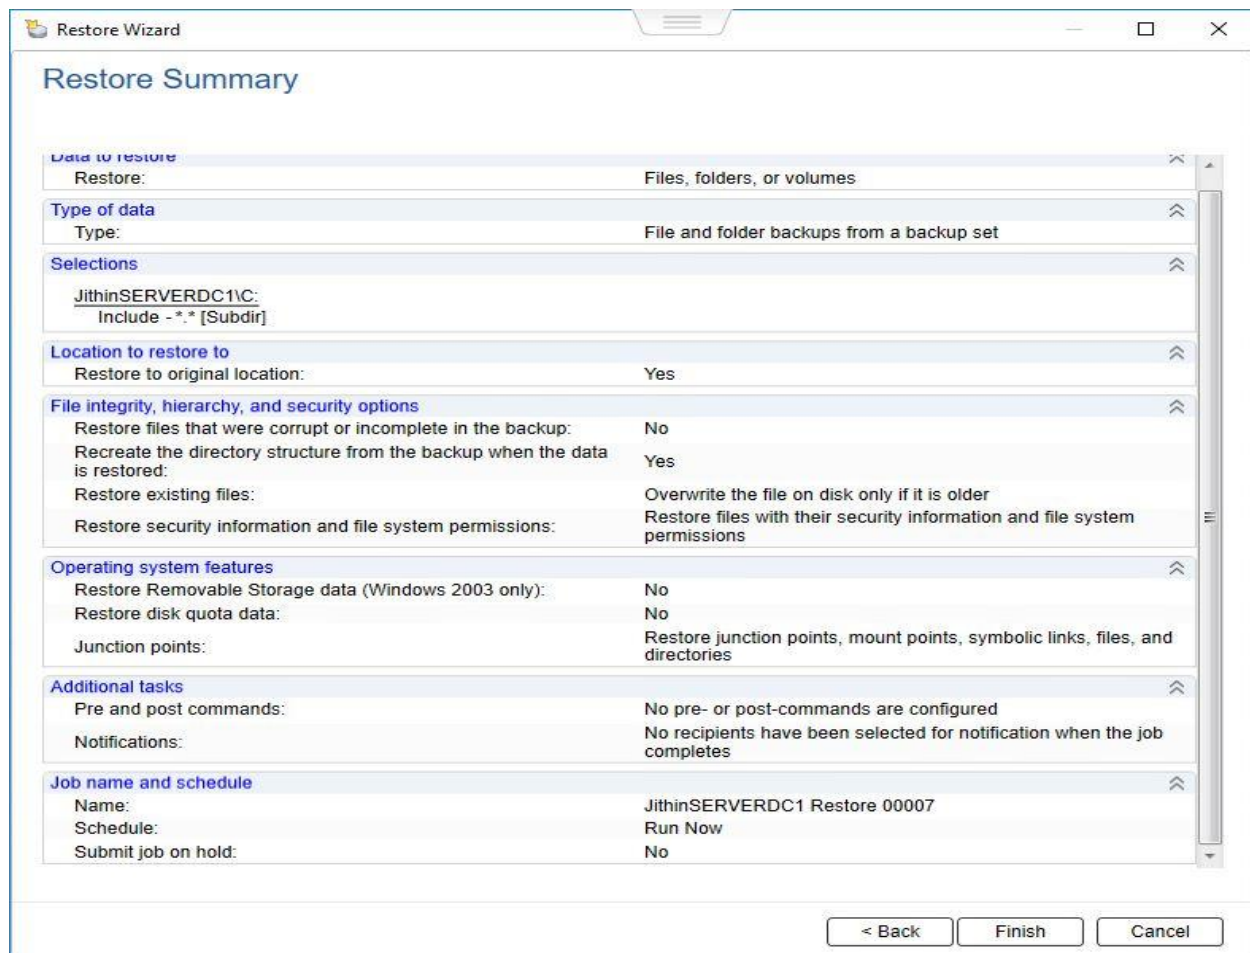 Restore Wizard
Restore Summary
Data to restore
Restore: Files, folders, or volumes
Type of data
Type: File and folder backups from a backup set
Selections
JithinSERVERDC1\C:
Include - *.* [Subdir]
Location to restore to
Restore to original location: Yes
File integrity, hierarchy, and security options
Restore files that were corrupt or incomplete in the backup: No
Recreate the directory structure from the backup when the data
is restored: Yes
Restore existing files: Overwrite the file on disk only if it is older
Restore security information and file system permissions: Restore files with their security information and file system
permissions
Operating system features
Restore Removable Storage data (Windows 2003 only): No
Restore disk quota data: No
Junction points: Restore junction points, mount points, symbolic links, files, and
directories
Additional tasks
Pre and post commands: No pre- or post-commands are configured
Notifications: No recipients have been selected for notification when the job
completes
Job name and schedule
Name: JithinSERVERDC1 Restore 00007
Schedule: Run Now
Submit job on hold: No
< Back Finish Cancel